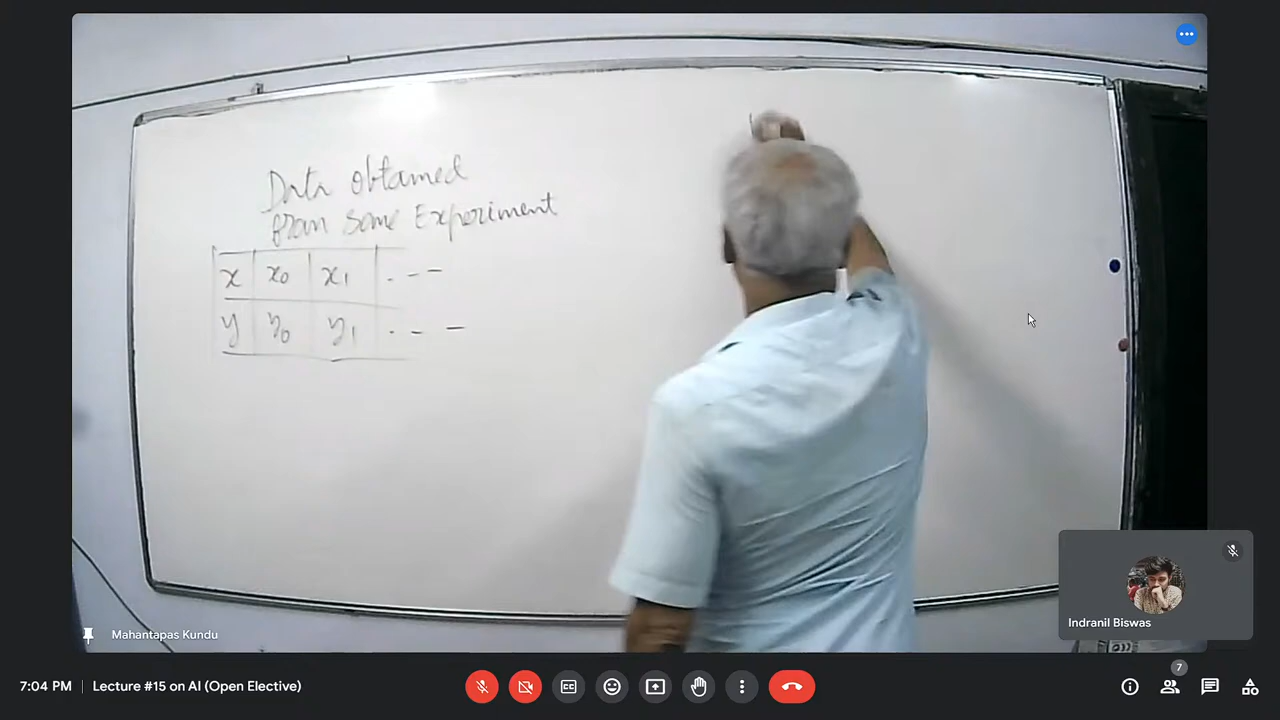 Data obtained
from some Experiment
x x0 x1 . - -
y y0 y1 . - -
Mahantapas Kundu
Indranil Biswas
7:04 PM | Lecture #15 on AI (Open Elective)
7